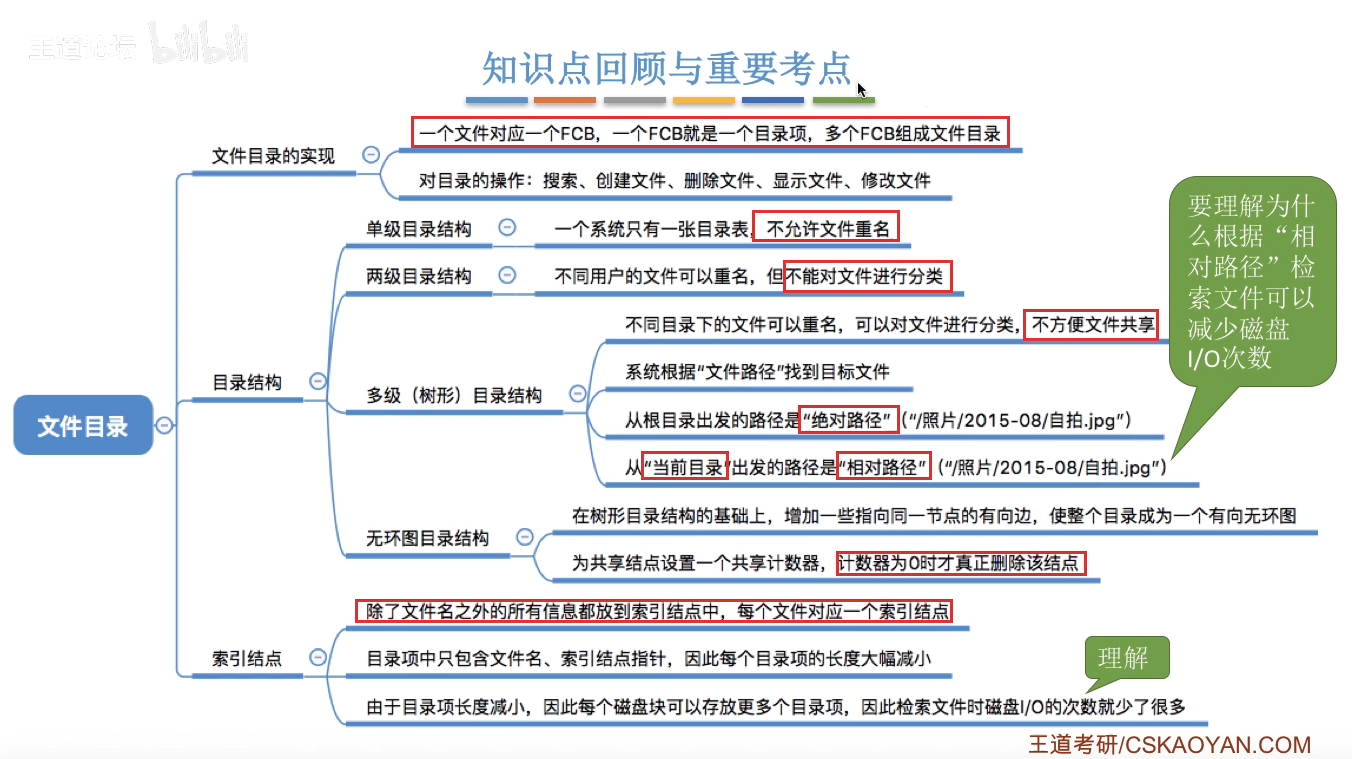 王道论坛 bilibili
知识点回顾与重要考点
一个文件对应一个FCB，一个FCB就是一个目录项，多个FCB组成文件目录
文件目录的实现
对目录的操作：搜索、创建文件、删除文件、显示文件、修改文件
单级目录结构
一个系统只有一张目录表，不允许文件重名
两级目录结构
不同用户的文件可以重名，但不能对文件进行分类
目录结构
不同目录下的文件可以重名，可以对文件进行分类，不方便文件共享
多级（树形）目录结构
系统根据“文件路径”找到目标文件
从根目录出发的路径是“绝对路径”（“/照片/2015-08/自拍.jpg”）
从“当前目录”出发的路径是“相对路径”（“/照片/2015-08/自拍.jpg”）
要理解为什
么根据“相
对路径”检
索文件可以
减少磁盘
I/O次数
文件目录
无环图目录结构
在树形目录结构的基础上，增加一些指向同一节点的有向边，使整个目录成为一个有向无环图
为共享结点设置一个共享计数器，计数器为0时才真正删除该结点
索引结点
除了文件名之外的所有信息都放到索引结点中，每个文件对应一个索引结点
目录项中只包含文件名、索引结点指针，因此每个目录项的长度大幅减小
理解
由于目录项长度减小，因此每个磁盘块可以存放更多个目录项，因此检索文件时磁盘I/O的次数就少了很多
王道考研/CSKAOYAN.COM